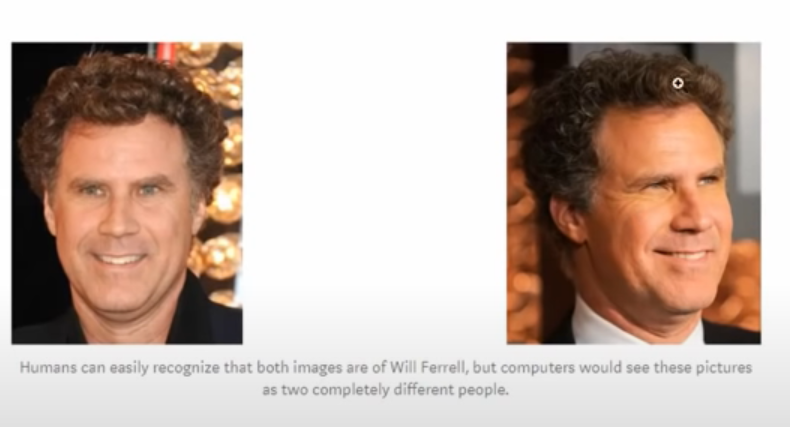 Humans can easily recognize that both images are of Will Ferrell, but computers would see these pictures
as two completely different people.